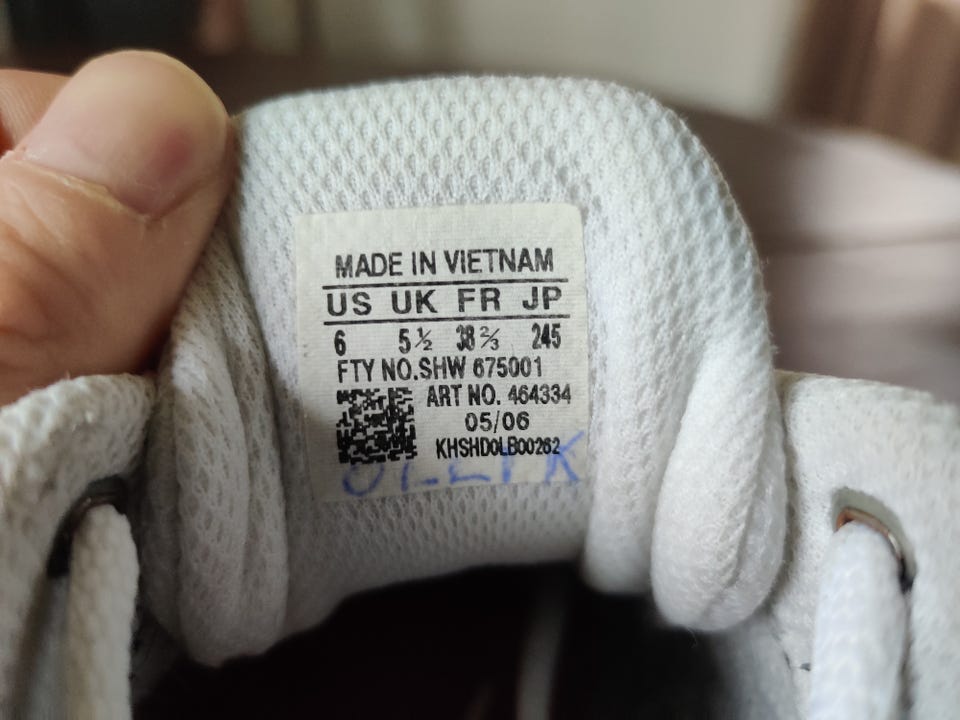 MADE IN VIETNAM
US UK FR JP
6 5½ 38⅔ 245
FTY NO.SHW 675001
ART NO. 464334
05/06
KHSHD0LB00262